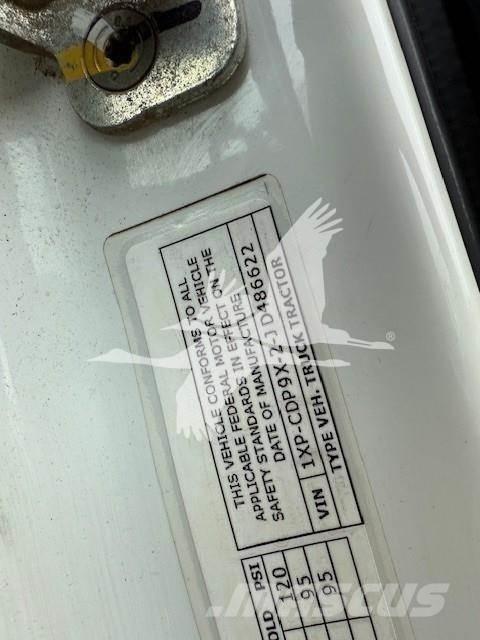 THIS VEHICLE CONFORMS TO ALL
APPLICABLE FEDERAL MOTOR VEHICLE
SAFETY STANDARDS IN EFFECT ON THE
DATE OF MANUFACTURE
VIN 1XP-CDP9X-2-JD486622
TYPE VEH. TRUCK TRACTOR
COLD PSI
120
95
95
®
MASCUS